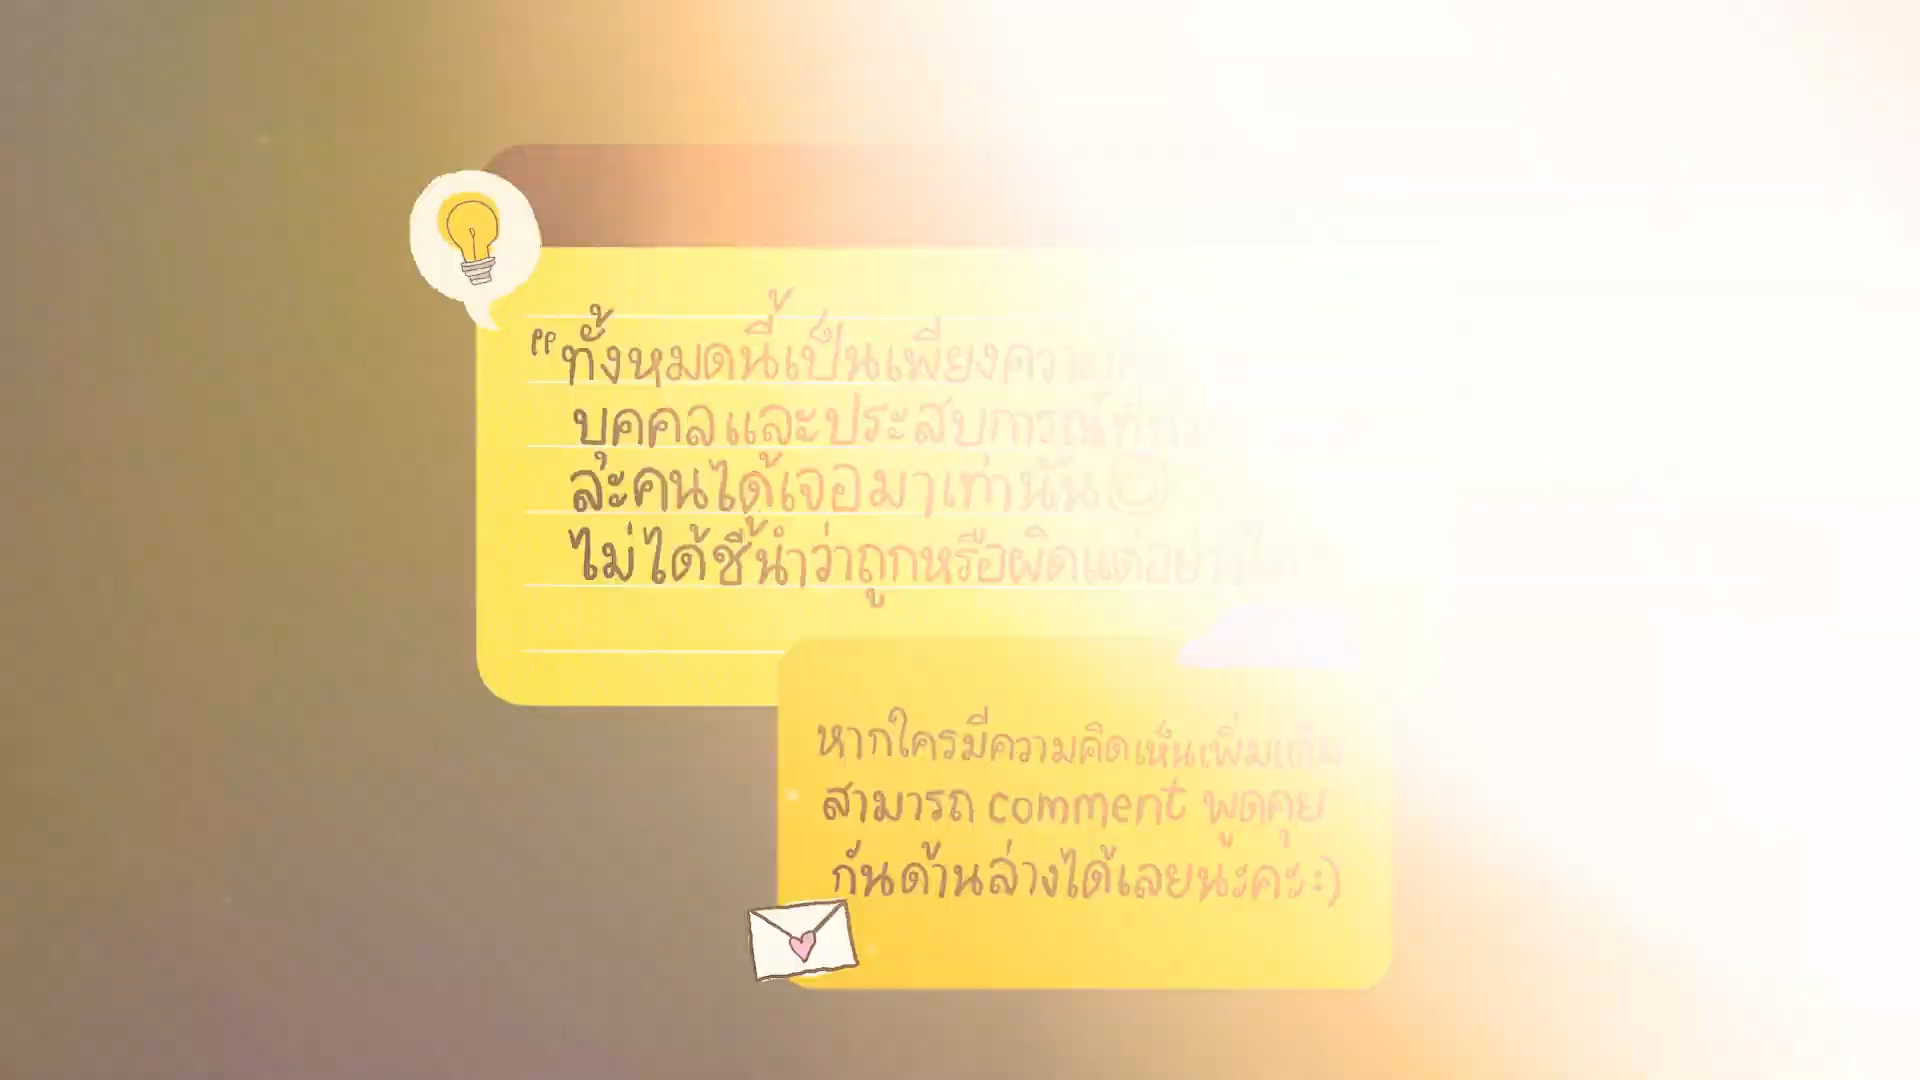 "ทั้งหมดนี้เป็นเพียงความ
บุคคลและประสบการณ์ที่
ละคนได้เจอมาเท่านั้น
ไม่ได้ชี้นำว่าถูกหรือผิดแต่อย่างใด
หากใครมีความคิดเห็นเพิ่มเติม
สามารถ comment พูดคุย
กันด้านล่างได้เลยนะคะ:)